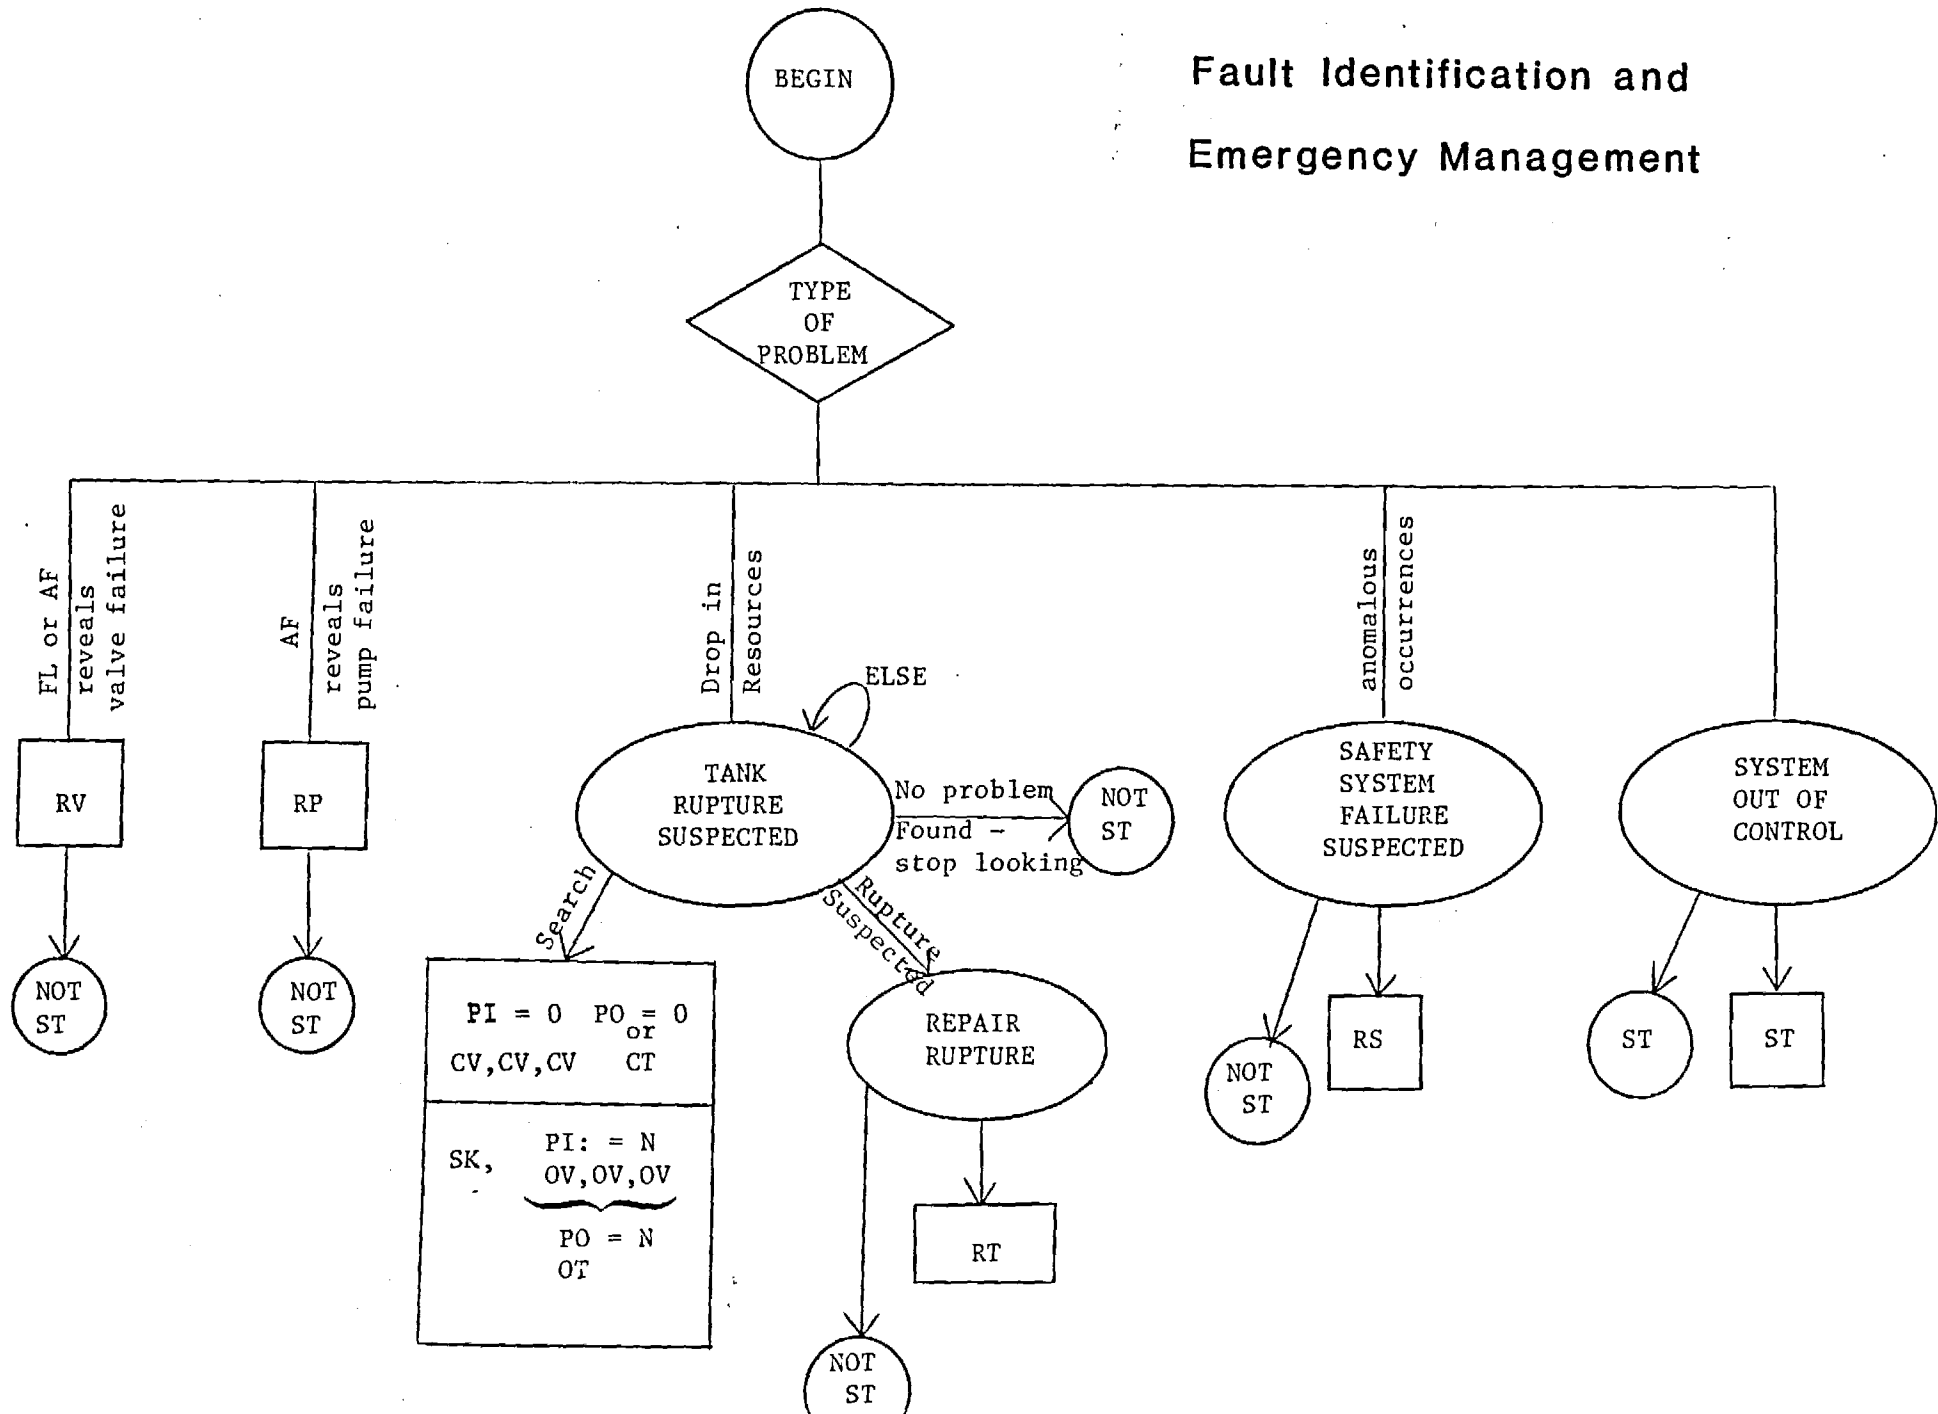 Fault Identification and
Emergency Management
BEGIN
TYPE
OF
PROBLEM
FL or AF
reveals
valve failure
AF
reveals
pump failure
Drop in
Resources
anomalous
occurrences
ELSE
RV
RP
TANK
RUPTURE
SUSPECTED
No problem
Found -
stop looking
NOT
ST
SAFETY
SYSTEM
FAILURE
SUSPECTED
SYSTEM
OUT OF
CONTROL
Search
Rupture
Suspected
NOT
ST
NOT
ST
PI = 0 PO = 0
or
CV,CV,CV CT
SK,
PI: = N
OV,OV,OV
PO = N
OT
REPAIR
RUPTURE
RT
NOT
ST
NOT
ST
RS
ST
ST